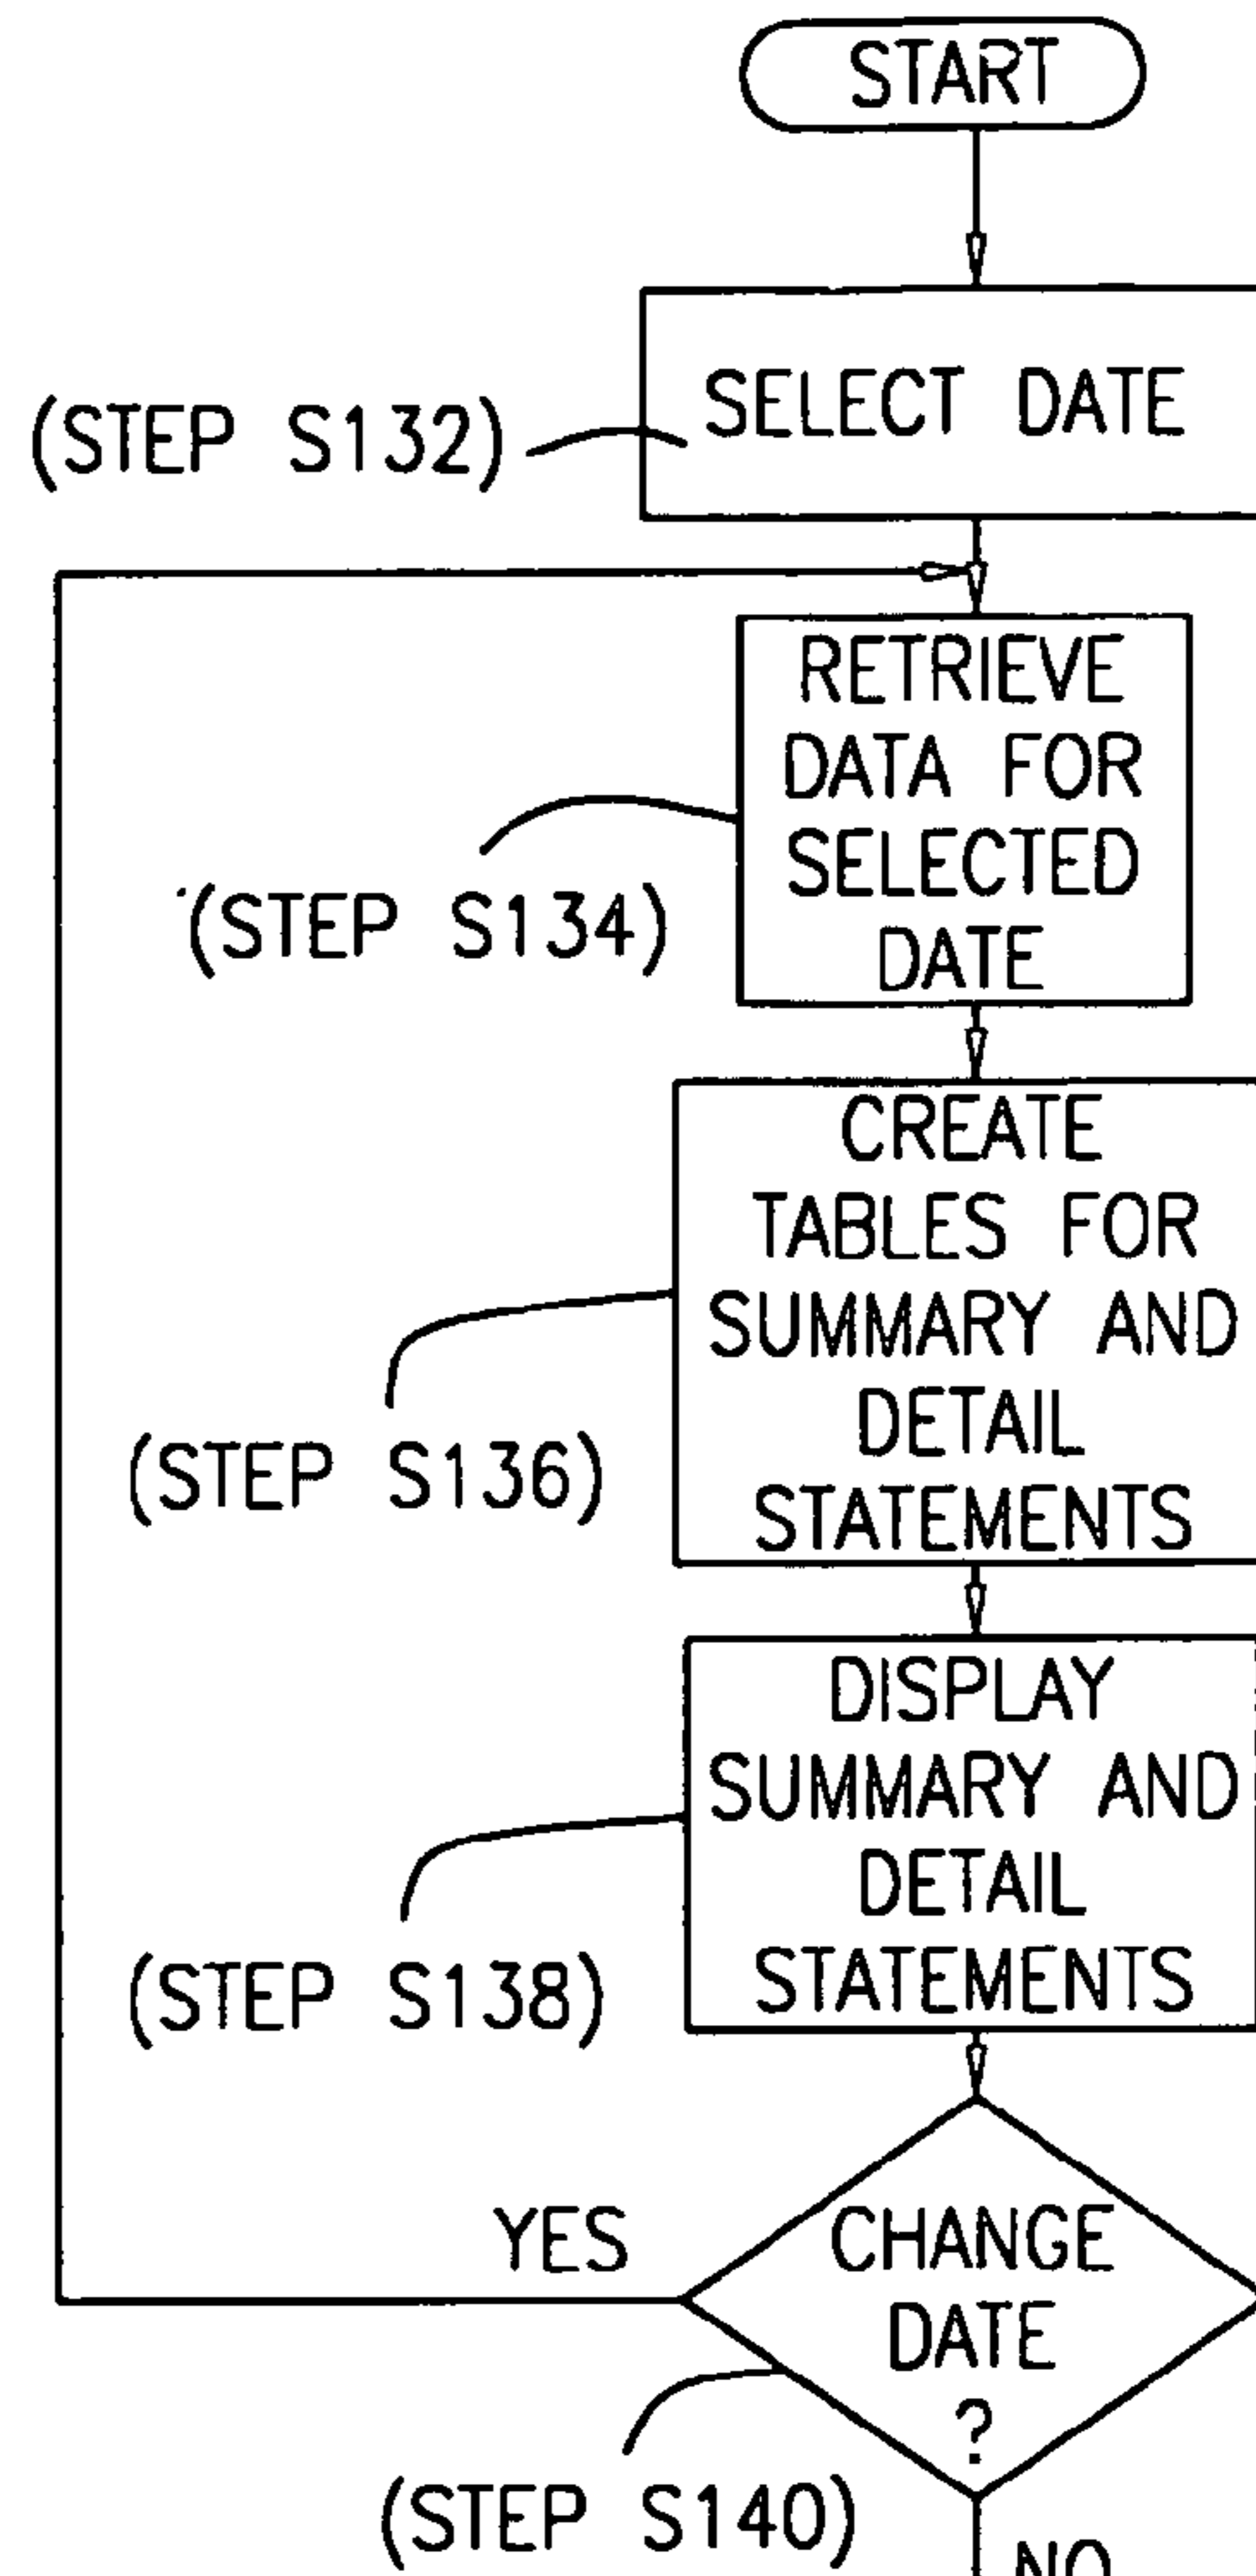 START
SELECT DATE
(STEP S132)
RETRIEVE
DATA FOR
SELECTED
DATE
(STEP S134)
CREATE
TABLES FOR
SUMMARY AND
DETAIL
STATEMENTS
(STEP S136)
DISPLAY
SUMMARY AND
DETAIL
STATEMENTS
(STEP S138)
YES
CHANGE
DATE
?
(STEP S140)
NO